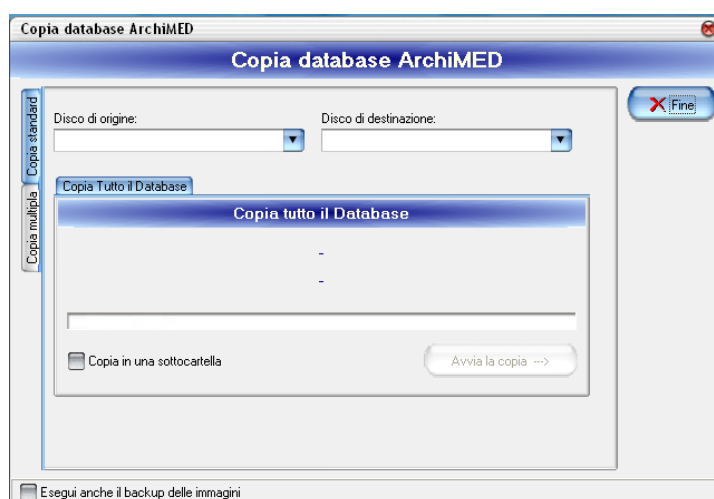 Copia database ArchiMED
Copia database ArchiMED
Fine
Copia standard
Copia multipla
Disco di origine:
Disco di destinazione:
Copia Tutto il Database
Copia tutto il Database
-
-
Copia in una sottocartella
Avvia la copia --->
Esegui anche il backup delle immagini